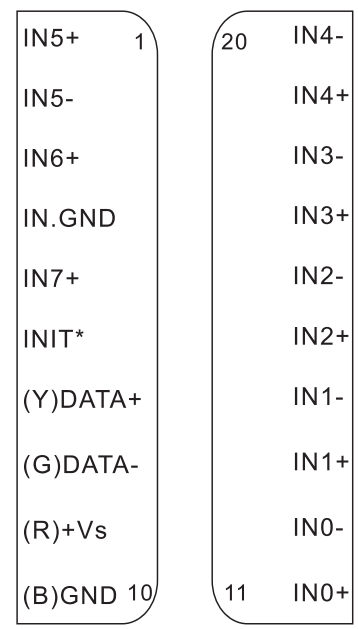 IN5+ 1
IN5-
IN6+
IN.GND
IN7+
INIT*
(Y)DATA+
(G)DATA-
(R)+Vs
(B)GND 10
20 IN4-
IN4+
IN3-
IN3+
IN2-
IN2+
IN1-
IN1+
IN0-
11 IN0+